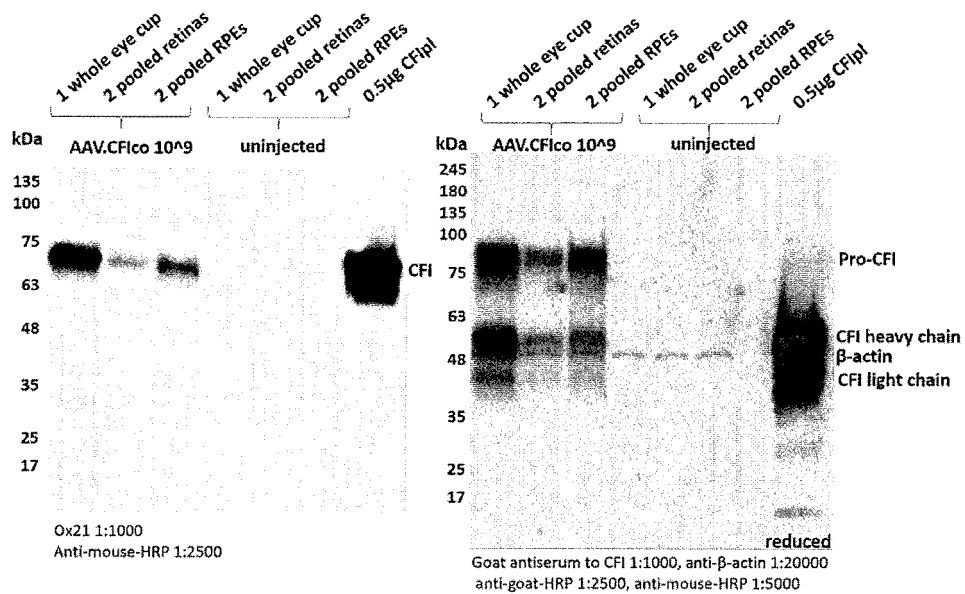 1 whole eye cup
2 pooled retinas
2 pooled RPEs
1 whole eye cup
2 pooled retinas
2 pooled RPEs
0.5µg CFIpl
kDa
AAV.CFIco 10^9
uninjected
135
100
75
63
48
35
25
17
CFI
Ox21 1:1000
Anti-mouse-HRP 1:2500
1 whole eye cup
2 pooled retinas
2 pooled RPEs
1 whole eye cup
2 pooled retinas
2 pooled RPEs
0.5µg CFIpl
kDa
AAV.CFIco 10^9
uninjected
245
180
135
100
75
63
48
35
25
17
Pro-CFI
CFI heavy chain
β-actin
CFI light chain
reduced
Goat antiserum to CFI 1:1000, anti-β-actin 1:20000
anti-goat-HRP 1:2500, anti-mouse-HRP 1:5000